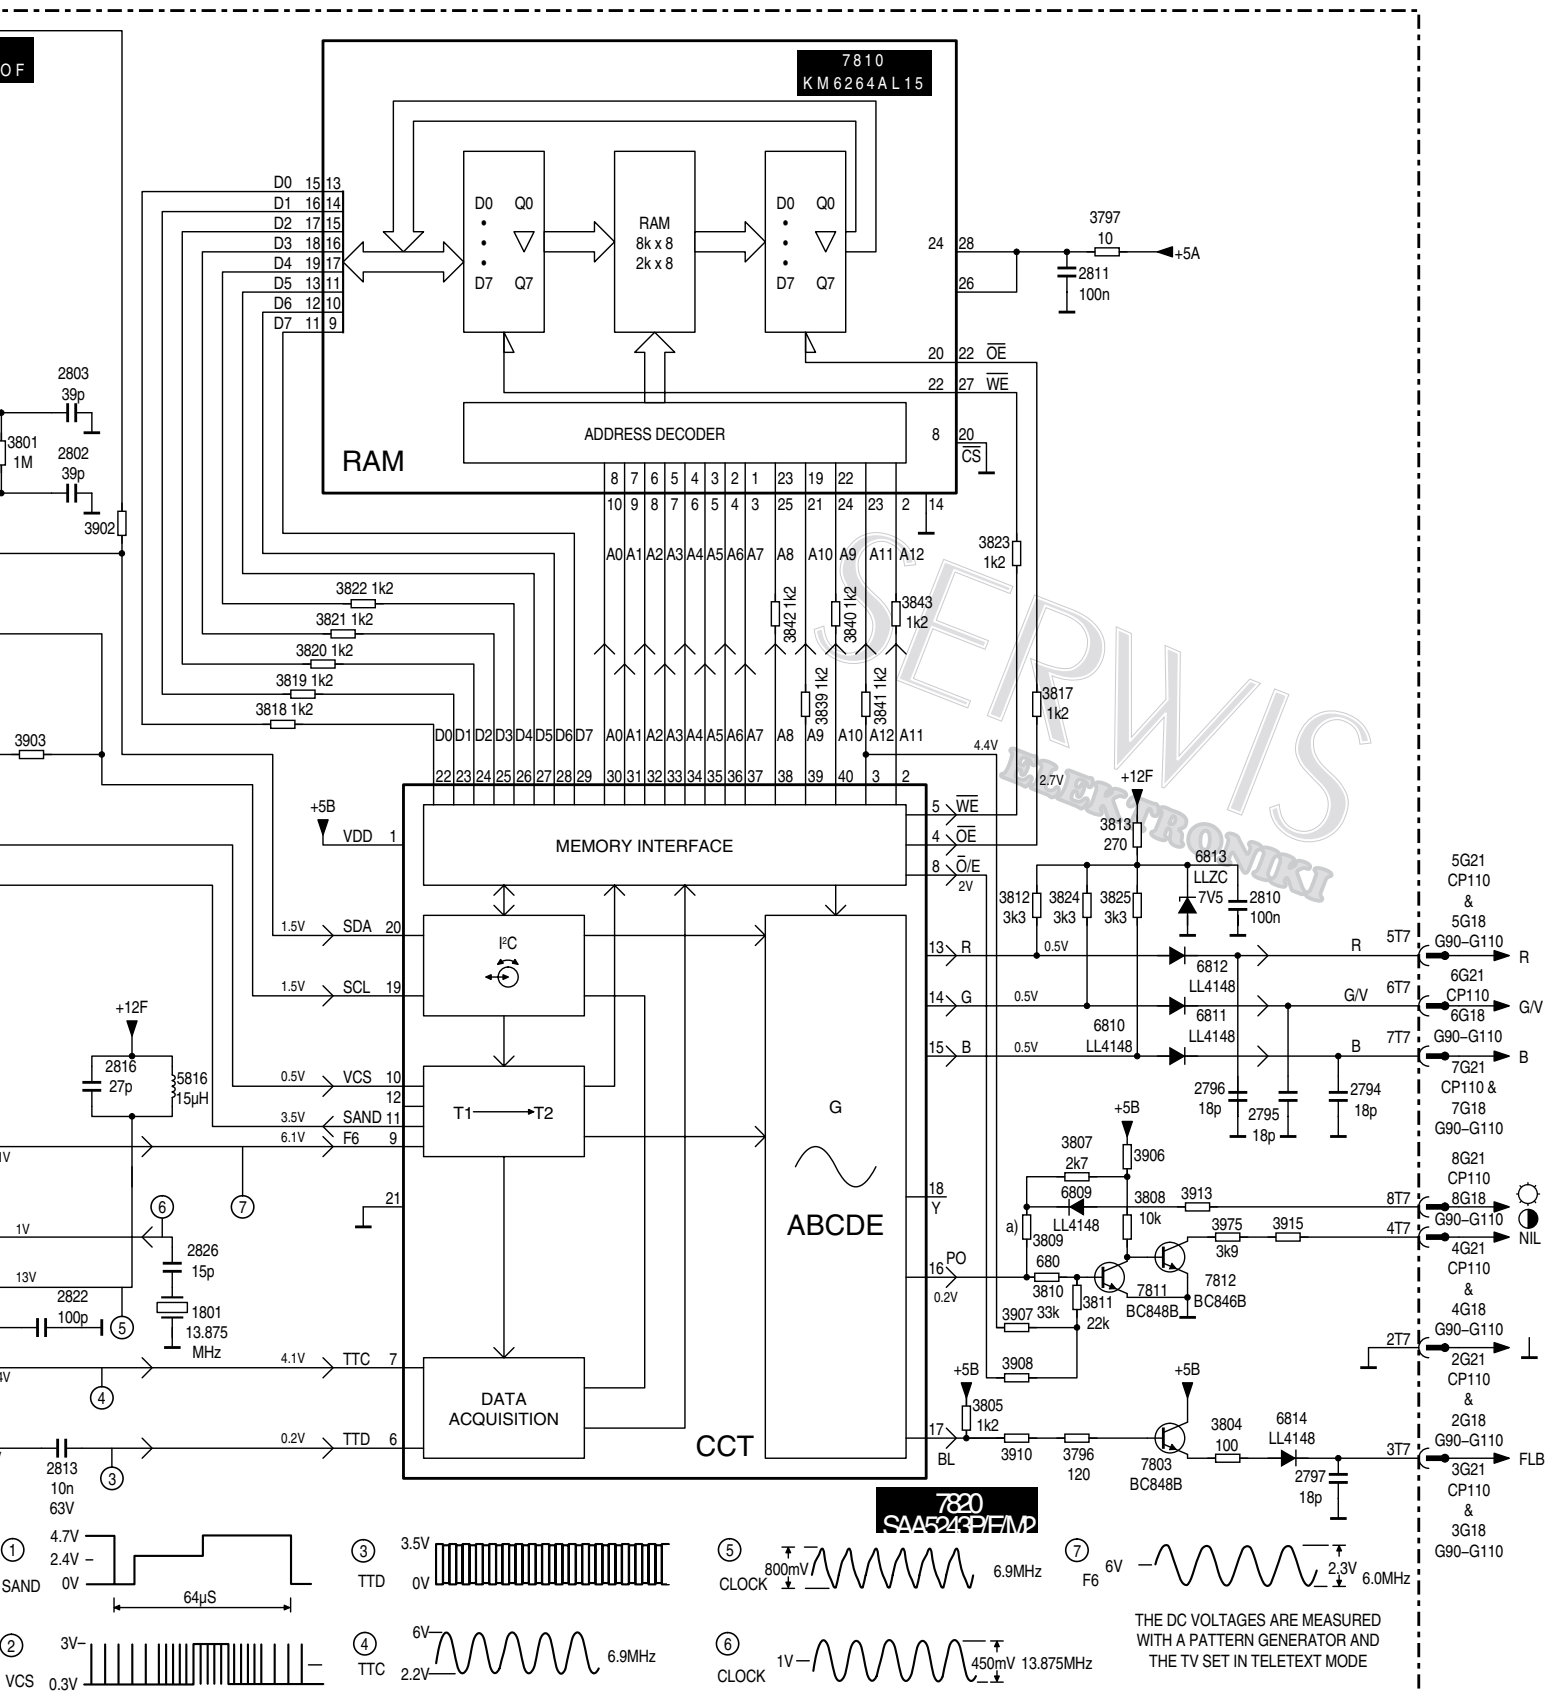 OF
7810
KM6264AL15
D0 15 13
D1 16 14
D2 17 15
D3 18 16
D4 19 17
D5 13 11
D6 12 10
D7 11 9
D0 Q0
D7 Q7
RAM
8k x 8
2k x 8
D0 Q0
D7 Q7
24 28
26
3797
10
+5A
2811
100n
20 22 OE
22 27 WE
8 20
CS
ADDRESS DECODER
RAM
2803
39p
3801
1M
2802
39p
3902
8 7 6 5 4 3 2 1 23 19 22
10 9 8 7 6 5 4 3 25 21 24 23 2 14
A0 A1 A2 A3 A4 A5 A6 A7 A8 A10 A9 A11 A12
3823
1k2
SERWIS
ELEKTRONIKI
3822 1k2
3821 1k2
3820 1k2
3819 1k2
3818 1k2
3842 1k2
3840 1k2
3843
1k2
3839 1k2
3841 1k2
3817
1k2
3903
D0 D1 D2 D3 D4 D5 D6 D7 A0 A1 A2 A3 A4 A5 A6 A7 A8 A9 A10 A12 A11
4.4V
2.7V
22 23 24 25 26 27 28 29 30 31 32 33 34 35 36 37 38 39 40 3 2
+5B
VDD 1
MEMORY INTERFACE
5 WE
4 OE
8 O/E
2V
+12F
3813
270
6813
LLZC
7V5
2810
100n
3812
3k3
3824
3k3
3825
3k3
1.5V SDA 20
I²C
1.5V SCL 19
13 R 0.5V
14 G 0.5V
15 B 0.5V
6812
LL4148
6811
LL4148
6810
LL4148
R 5T7
G/V 6T7
B 7T7
5G21
CP110
&
5G18
G90–G110
R
6G21
CP110
6G18
G/V
G90–G110
B
7G21
CP110 &
7G18
G90–G110
+12F
2816
27p
5816
15µH
0.5V VCS 10
12
3.5V SAND 11
6.1V F6 9
T1 T2
G
2796
18p
2795
18p
2794
18p
1V
7
6
21
18
Y
ABCDE
+5B
3807
2k7
3906
6809
LL4148
3808
10k
3913
8T7
8G21
CP110
8G18
G90–G110
a)
3809
680
3810
33k
3811
22k
7811
BC848B
7812
BC846B
3975
3k9
3915
4T7
NIL
4G21
CP110
&
4G18
G90–G110
1V
2826
15p
13V
2822
100p
5
1801
13.875
MHz
16 PO
0.2V
3907
3908
2T7
2G21
CP110
&
2G18
G90–G110
4V
4.1V TTC 7
4
DATA
ACQUISITION
CCT
+5B
3805
1k2
17
BL
3910
3796
120
+5B
7803
BC848B
3804
100
6814
LL4148
2797
18p
3T7
FLB
3G21
CP110
&
3G18
G90–G110
2813
10n
63V
3
0.2V TTD 6
7820
SAA5243P/E/M2
1
SAND
4.7V
2.4V
0V
64µS
3
TTD
3.5V
0V
5
CLOCK
800mV
6.9MHz
7
F6
6V
2.3V
6.0MHz
2
VCS
3V
0.3V
4
TTC
6V
2.2V
6.9MHz
6
CLOCK
1V
450mV 13.875MHz
THE DC VOLTAGES ARE MEASURED
WITH A PATTERN GENERATOR AND
THE TV SET IN TELETEXT MODE